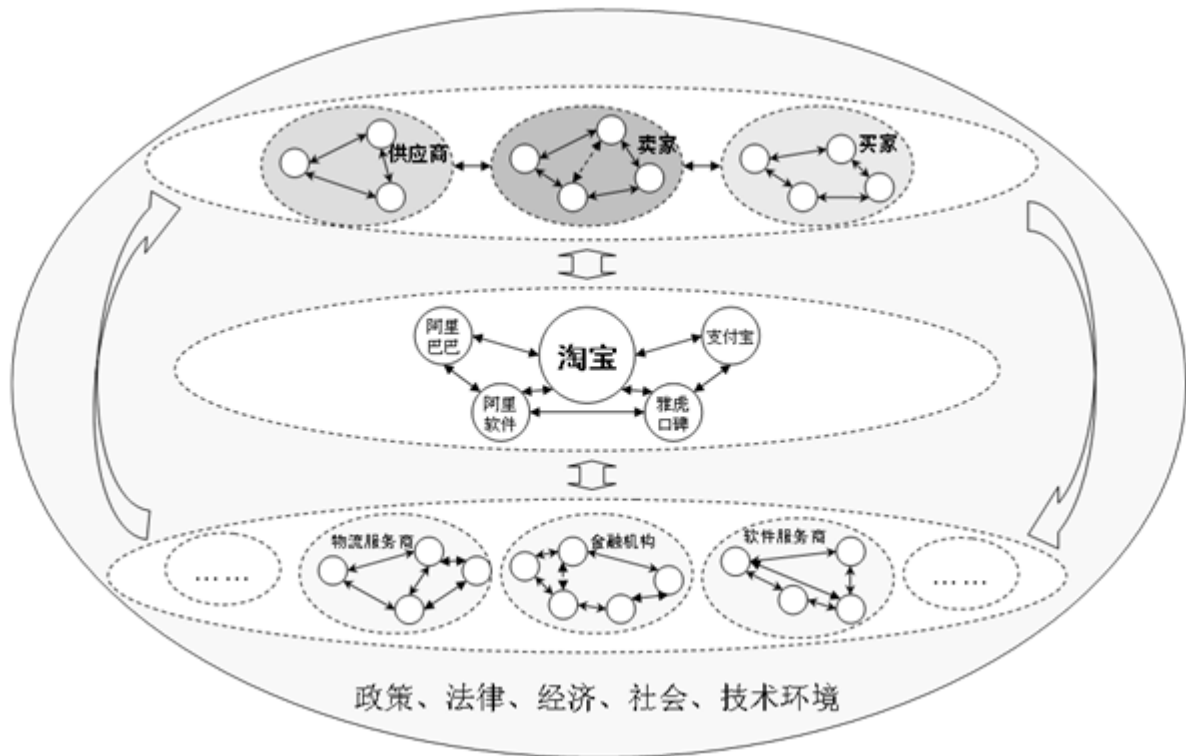 供应商
卖家
买家
阿里
巴巴
淘宝
支付宝
阿里
软件
雅虎
口碑
物流服务商
金融机构
软件服务商
……
……
政策、法律、经济、社会、技术环境